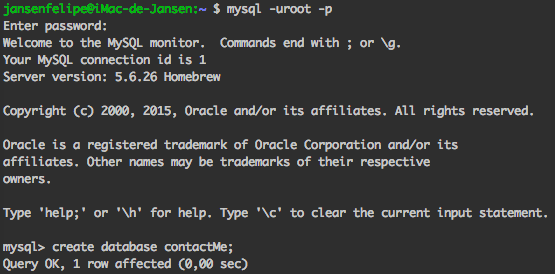 jansenfelipe@iMac-de-Jansen:~ $ mysql -uroot -p
Enter password:
Welcome to the MySQL monitor.  Commands end with ; or \g.
Your MySQL connection id is 1
Server version: 5.6.26 Homebrew
Copyright (c) 2000, 2015, Oracle and/or its affiliates. All rights reserved.
Oracle is a registered trademark of Oracle Corporation and/or its
affiliates. Other names may be trademarks of their respective
owners.
Type 'help;' or '\h' for help. Type '\c' to clear the current input statement.
mysql> create database contactMe;
Query OK, 1 row affected (0,00 sec)